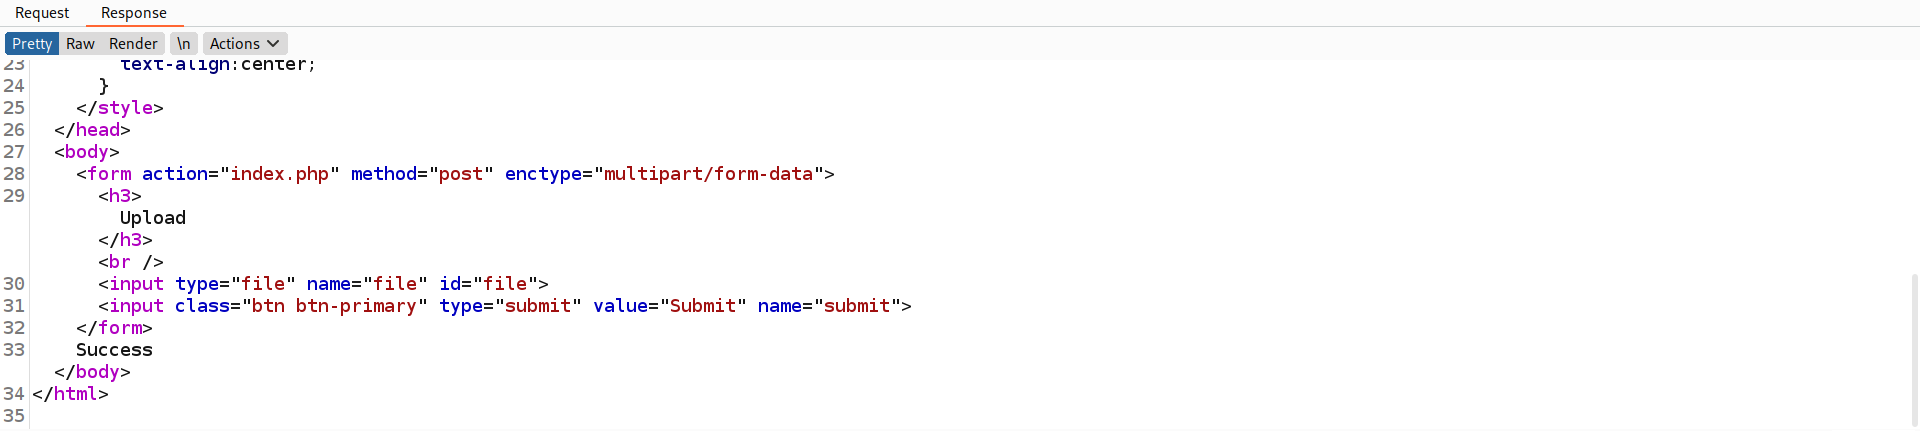 Request Response
Pretty Raw Render \n Actions
23 text-align:center;
24 }
25 </style>
26 </head>
27 <body>
28 <form action="index.php" method="post" enctype="multipart/form-data">
29 <h3>
Upload
</h3>
<br />
30 <input type="file" name="file" id="file">
31 <input class="btn btn-primary" type="submit" value="Submit" name="submit">
32 </form>
33 Success
</body>
34 </html>
35